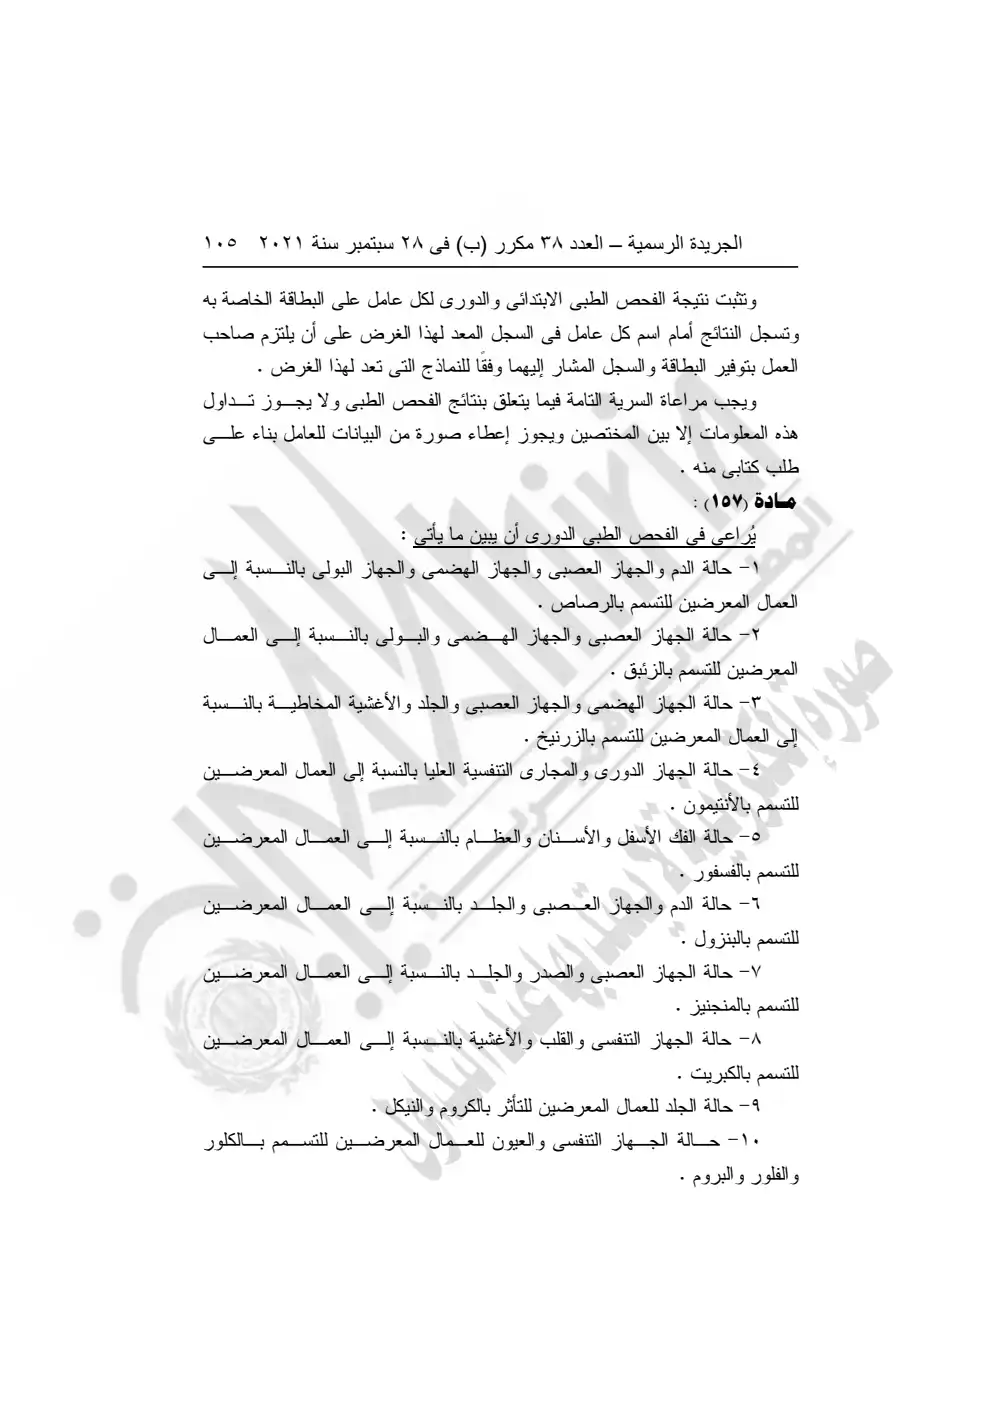 الجريدة الرسمية – العدد ٣٨ مكرر (ب) فى ٢٨ سبتمبر سنة ٢٠٢١ ١٠٥
وتثبت نتيجة الفحص الطبى الابتدائى والدورى لكل عامل على البطاقة الخاصة به
وتسجل النتائج أمام اسم كل عامل فى السجل المعد لهذا الغرض على أن يلتزم صاحب
العمل بتوفير البطاقة والسجل المشار إليهما وفقًا للنماذج التى تعد لهذا الغرض .
ويجب مراعاة السرية التامة فيما يتعلق بنتائج الفحص الطبى ولا يجوز تداول
هذه المعلومات إلا بين المختصين ويجوز إعطاء صورة من البيانات للعامل بناء على
طلب كتابى منه .
مادة (١٥٧) :
يُراعى فى الفحص الطبى الدورى أن يبين ما يأتى :
١- حالة الدم والجهاز العصبى والجهاز الهضمى والجهاز البولى بالنسبة إلى
العمال المعرضين للتسمم بالرصاص .
٢- حالة الجهاز العصبى والجهاز الهضمى والبولى بالنسبة إلى العمال
المعرضين للتسمم بالزئبق .
٣- حالة الجهاز الهضمى والجهاز العصبى والجلد والأغشية المخاطية بالنسبة
إلى العمال المعرضين للتسمم بالزرنيخ .
٤- حالة الجهاز الدورى والمجارى التنفسية العليا بالنسبة إلى العمال المعرضين
للتسمم بالأنتيمون .
٥- حالة الفك الأسفل والأسنان والعظام بالنسبة إلى العمال المعرضين
للتسمم بالفسفور .
٦- حالة الدم والجهاز العصبى والجلد بالنسبة إلى العمال المعرضين
للتسمم بالبنزول .
٧- حالة الجهاز العصبى والصدر والجلد بالنسبة إلى العمال المعرضين
للتسمم بالمنجنيز .
٨- حالة الجهاز التنفسى والقلب والأغشية بالنسبة إلى العمال المعرضين
للتسمم بالكبريت .
٩- حالة الجلد للعمال المعرضين للتأثر بالكروم والنيكل .
١٠- حالة الجهاز التنفسى والعيون للعمال المعرضين للتسمم بالكلور
والفلور والبروم .
صورة إلكترونية لا يعتد بها عند التداول